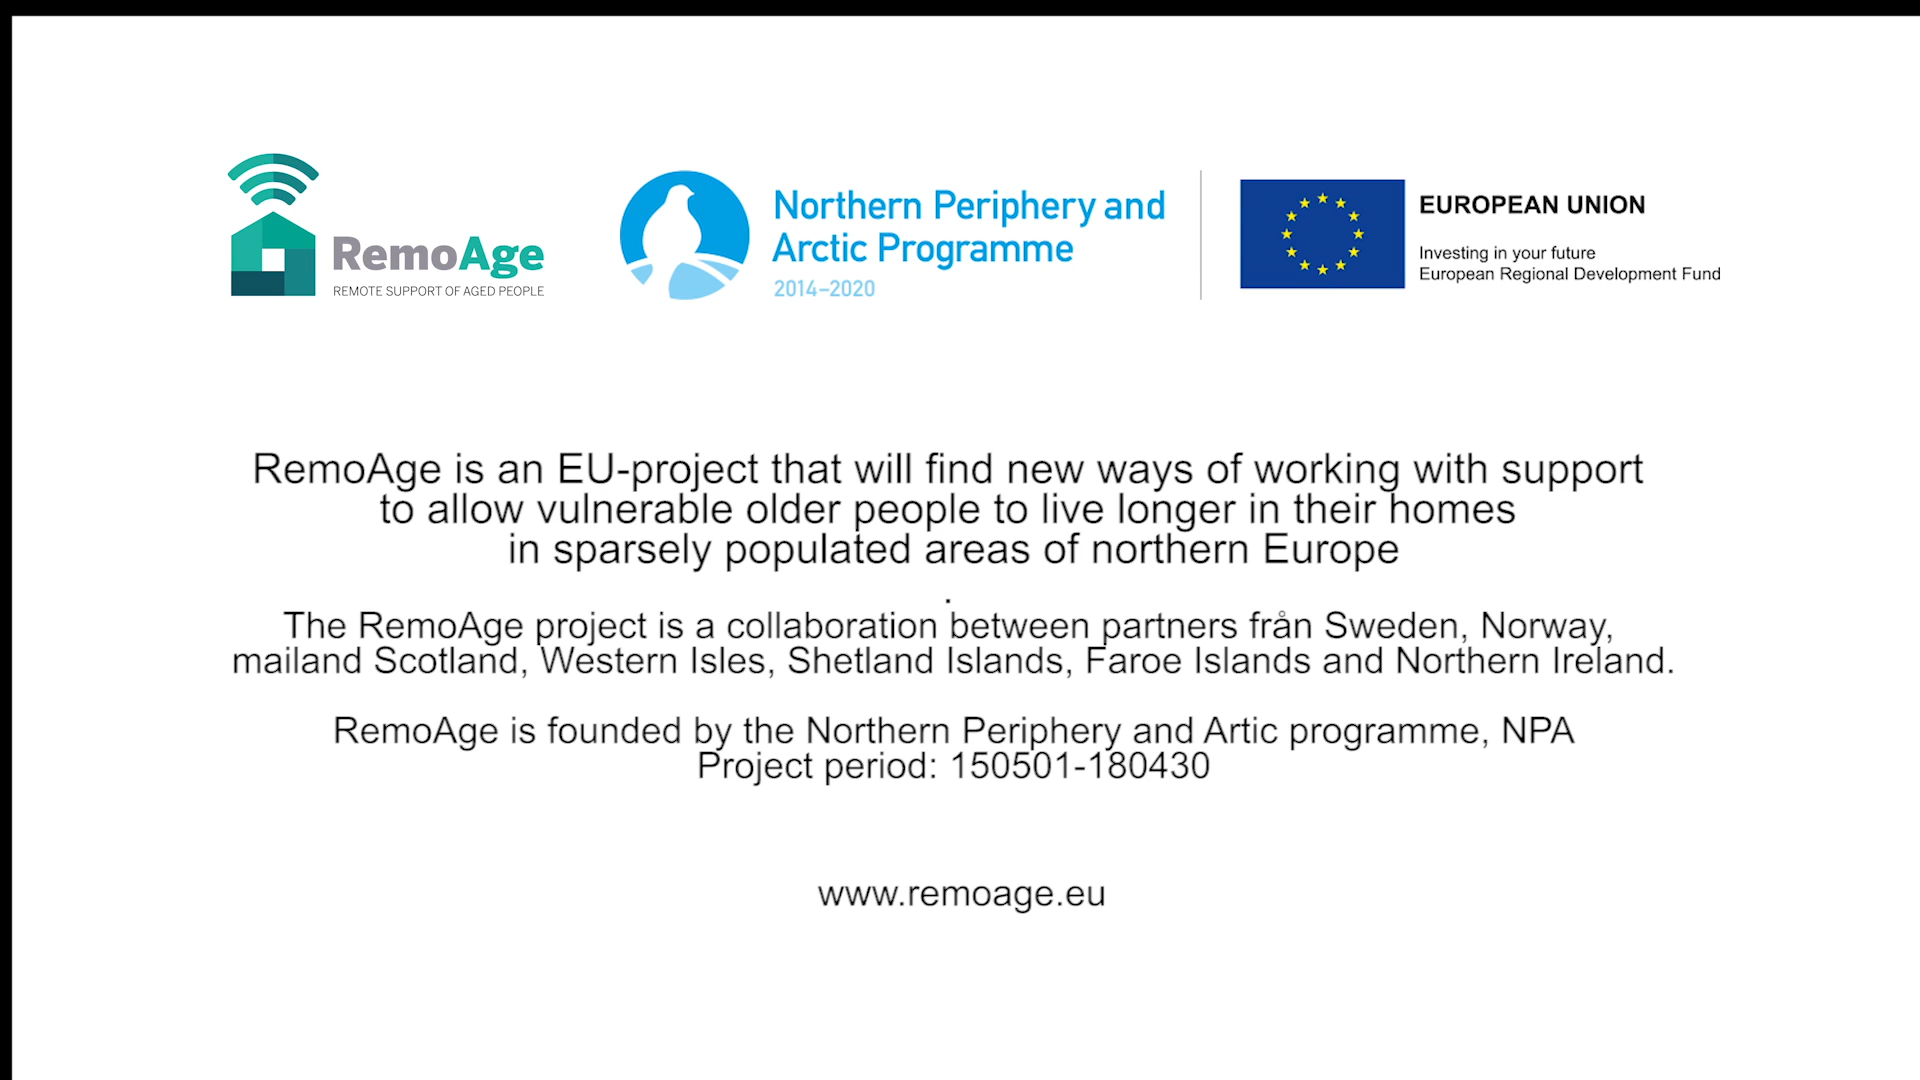 RemoAge
REMOTE SUPPORT OF AGED PEOPLE
Northern Periphery and
Arctic Programme
2014–2020
EUROPEAN UNION
Investing in your future
European Regional Development Fund
RemoAge is an EU-project that will find new ways of working with support
to allow vulnerable older people to live longer in their homes
in sparsely populated areas of northern Europe
.
The RemoAge project is a collaboration between partners från Sweden, Norway,
mailand Scotland, Western Isles, Shetland Islands, Faroe Islands and Northern Ireland.
RemoAge is founded by the Northern Periphery and Artic programme, NPA
Project period: 150501-180430
www.remoage.eu